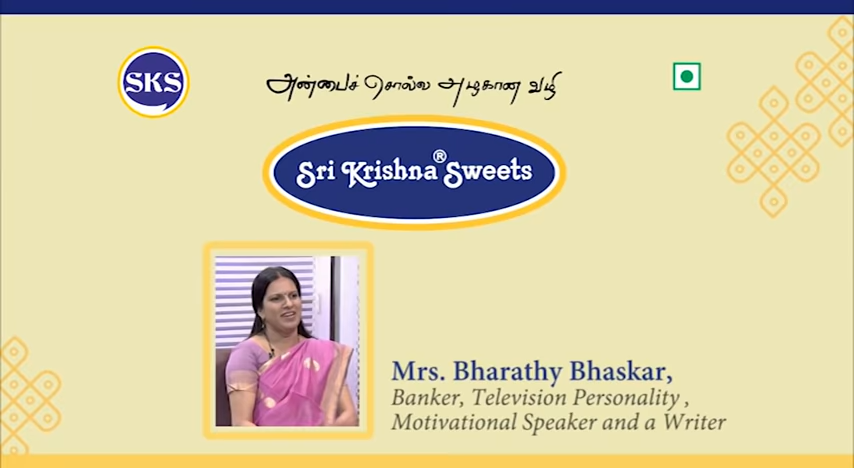 SKS
அன்பைச் சொல்ல அழகான வழி
Sri Krishna® Sweets
Mrs. Bharathy Bhaskar,
Banker, Television Personality ,
Motivational Speaker and a Writer